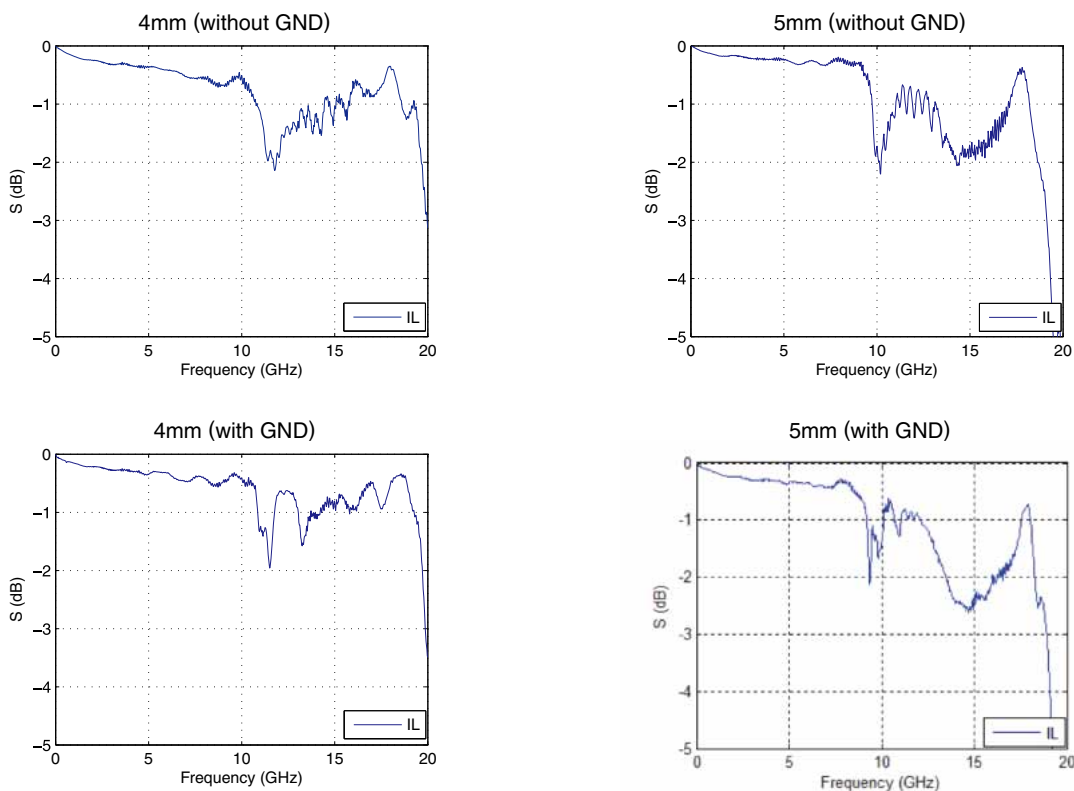 4mm (without GND)
0
−1
−2
−3
−4
−5
S (dB)
0 5 10 15 20
Frequency (GHz)
IL
5mm (without GND)
0
−1
−2
−3
−4
−5
S (dB)
0 5 10 15 20
Frequency (GHz)
IL
4mm (with GND)
0
−1
−2
−3
−4
−5
S (dB)
0 5 10 15 20
Frequency (GHz)
IL
5mm (with GND)
0
-1
-2
-3
-4
-5
S (dB)
0 5 10 15 20
Frequency (GHz)
IL